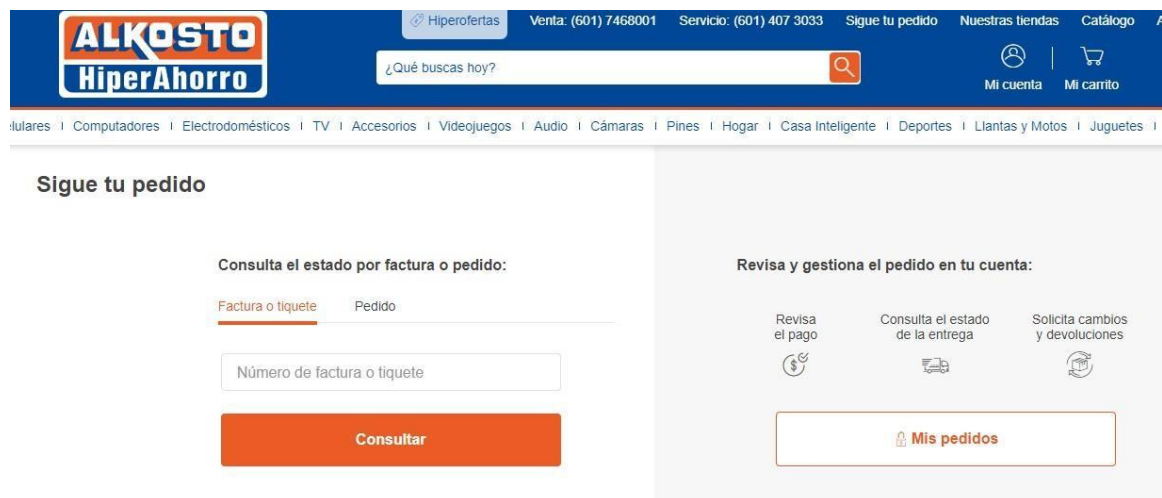 ALKOSTO
HiperAhorro
Hiperofertas Venta: (601) 7468001 Servicio: (601) 407 3033 Sigue tu pedido Nuestras tiendas Catálogo A
¿Qué buscas hoy?
Mi cuenta Mi carrito
lulares | Computadores | Electrodomésticos | TV | Accesorios | Videojuegos | Audio | Cámaras | Pines | Hogar | Casa Inteligente | Deportes | Llantas y Motos | Juguetes |
Sigue tu pedido
Consulta el estado por factura o pedido:
Factura o tiquete Pedido
Número de factura o tiquete
Consultar
Revisa y gestiona el pedido en tu cuenta:
Revisa
el pago
Consulta el estado
de la entrega
Solicita cambios
y devoluciones
Mis pedidos